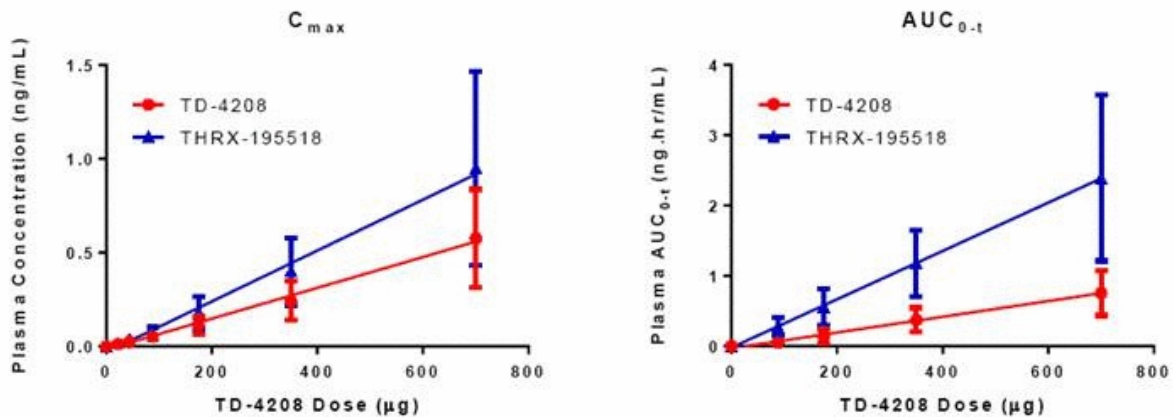 Cmax
Plasma Concentration (ng/mL)
1.5
1.0
0.5
0.0
TD-4208
THRX-195518
0
200
400
600
800
TD-4208 Dose (µg)
AUC0-t
Plasma AUC0-t (ng.hr/mL)
4
3
2
1
0
TD-4208
THRX-195518
0
200
400
600
800
TD-4208 Dose (µg)